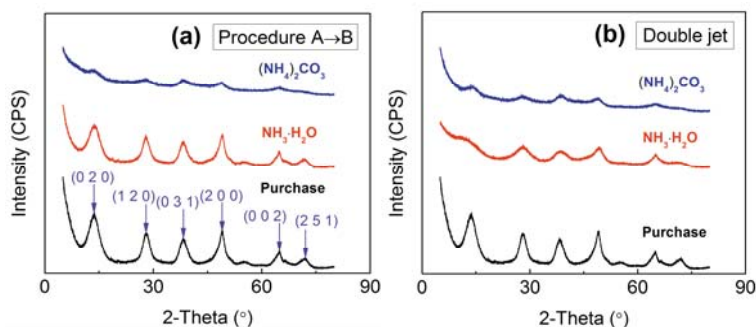 (a)
Procedure A→B
(NH₄)₂CO₃
NH₃·H₂O
Purchase
(0 2 0)
(1 2 0)
(0 3 1)
(2 0 0)
(0 0 2)
(2 5 1)
Intensity (CPS)
0
30
60
90
2-Theta (°)
(b)
Double jet
(NH₄)₂CO₃
NH₃·H₂O
Purchase
Intensity (CPS)
0
30
60
90
2-Theta (°)